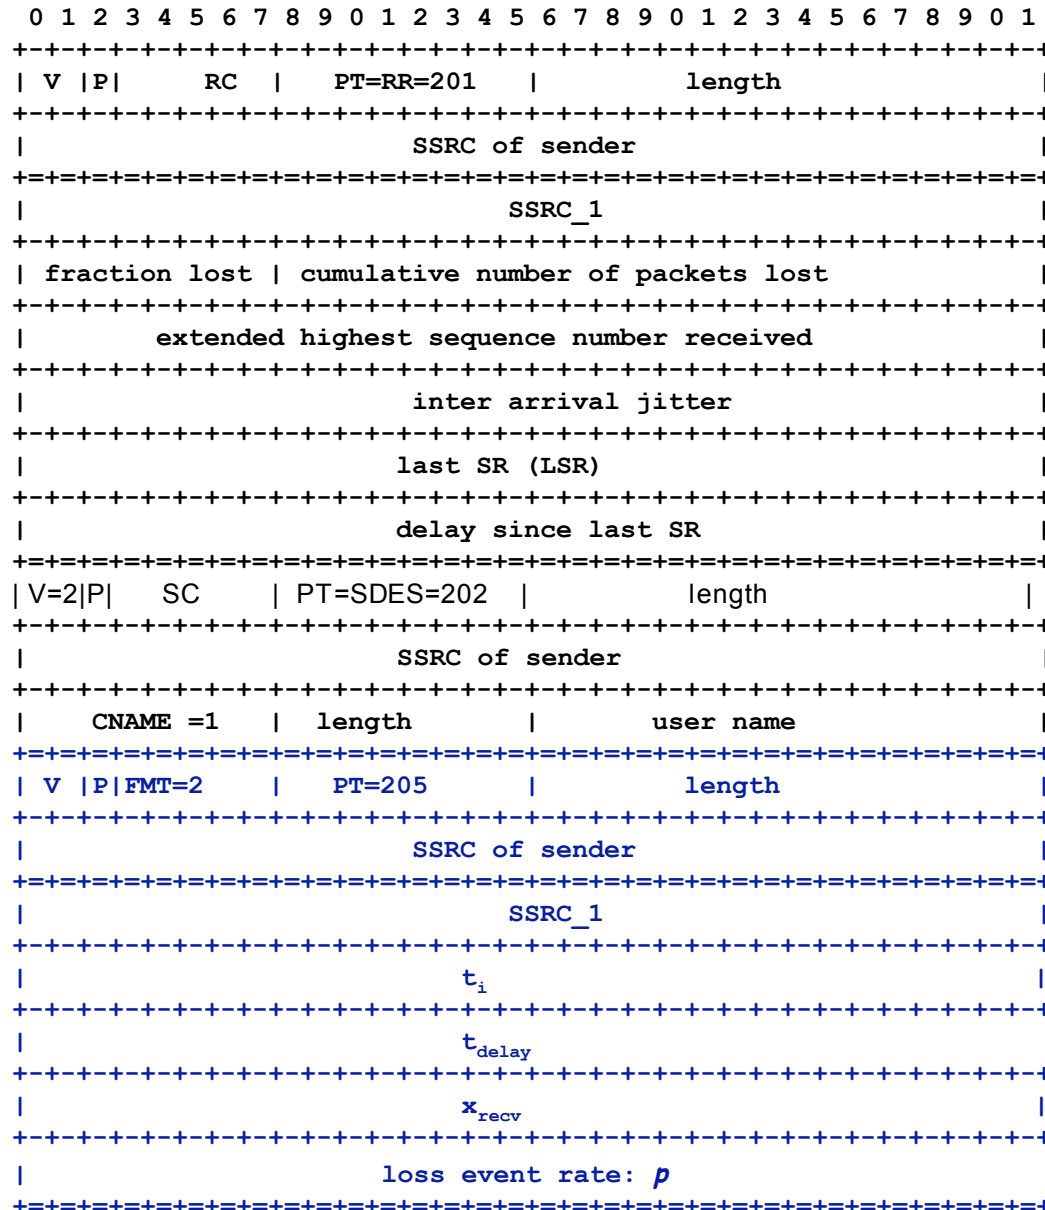 0 1 2 3 4 5 6 7 8 9 0 1 2 3 4 5 6 7 8 9 0 1 2 3 4 5 6 7 8 9 0 1
+-+-+-+-+-+-+-+-+-+-+-+-+-+-+-+-+-+-+-+-+-+-+-+-+-+-+-+-+-+-+-+-+
| V |P| RC | PT=RR=201 | length |
+-+-+-+-+-+-+-+-+-+-+-+-+-+-+-+-+-+-+-+-+-+-+-+-+-+-+-+-+-+-+-+-+
| SSRC of sender |
+=+=+=+=+=+=+=+=+=+=+=+=+=+=+=+=+=+=+=+=+=+=+=+=+=+=+=+=+=+=+=+=+
| SSRC_1 |
+-+-+-+-+-+-+-+-+-+-+-+-+-+-+-+-+-+-+-+-+-+-+-+-+-+-+-+-+-+-+-+-+
| fraction lost | cumulative number of packets lost |
+-+-+-+-+-+-+-+-+-+-+-+-+-+-+-+-+-+-+-+-+-+-+-+-+-+-+-+-+-+-+-+-+
| extended highest sequence number received |
+-+-+-+-+-+-+-+-+-+-+-+-+-+-+-+-+-+-+-+-+-+-+-+-+-+-+-+-+-+-+-+-+
| inter arrival jitter |
+-+-+-+-+-+-+-+-+-+-+-+-+-+-+-+-+-+-+-+-+-+-+-+-+-+-+-+-+-+-+-+-+
| last SR (LSR) |
+-+-+-+-+-+-+-+-+-+-+-+-+-+-+-+-+-+-+-+-+-+-+-+-+-+-+-+-+-+-+-+-+
| delay since last SR |
+=+=+=+=+=+=+=+=+=+=+=+=+=+=+=+=+=+=+=+=+=+=+=+=+=+=+=+=+=+=+=+=+
| V=2|P| SC | PT=SDES=202 | length |
+-+-+-+-+-+-+-+-+-+-+-+-+-+-+-+-+-+-+-+-+-+-+-+-+-+-+-+-+-+-+-+-+
| SSRC of sender |
+-+-+-+-+-+-+-+-+-+-+-+-+-+-+-+-+-+-+-+-+-+-+-+-+-+-+-+-+-+-+-+-+
| CNAME =1 | length | user name |
+=+=+=+=+=+=+=+=+=+=+=+=+=+=+=+=+=+=+=+=+=+=+=+=+=+=+=+=+=+=+=+=+
| V |P|FMT=2 | PT=205 | length |
+-+-+-+-+-+-+-+-+-+-+-+-+-+-+-+-+-+-+-+-+-+-+-+-+-+-+-+-+-+-+-+-+
| SSRC of sender |
+=+=+=+=+=+=+=+=+=+=+=+=+=+=+=+=+=+=+=+=+=+=+=+=+=+=+=+=+=+=+=+=+
| SSRC_1 |
+-+-+-+-+-+-+-+-+-+-+-+-+-+-+-+-+-+-+-+-+-+-+-+-+-+-+-+-+-+-+-+-+
| t_i |
+-+-+-+-+-+-+-+-+-+-+-+-+-+-+-+-+-+-+-+-+-+-+-+-+-+-+-+-+-+-+-+-+
| t_delay |
+-+-+-+-+-+-+-+-+-+-+-+-+-+-+-+-+-+-+-+-+-+-+-+-+-+-+-+-+-+-+-+-+
| x_recv |
+-+-+-+-+-+-+-+-+-+-+-+-+-+-+-+-+-+-+-+-+-+-+-+-+-+-+-+-+-+-+-+-+
| loss event rate: p |
+=+=+=+=+=+=+=+=+=+=+=+=+=+=+=+=+=+=+=+=+=+=+=+=+=+=+=+=+=+=+=+=+